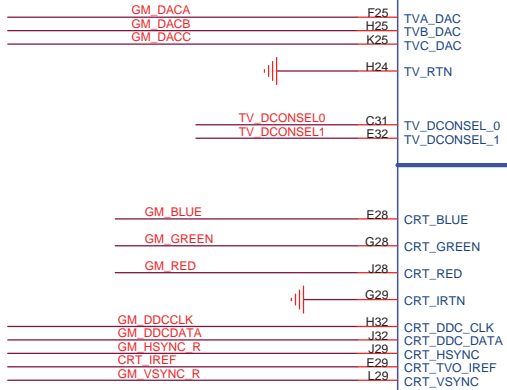 GM_DACA F25 TVA_DAC
GM_DACB H25 TVB_DAC
GM_DACC K25 TVC_DAC
H24 TV_RTN
TV_DCONSEL0 C31 TV_DCONSEL_0
TV_DCONSEL1 E32 TV_DCONSEL_1
GM_BLUE E28 CRT_BLUE
GM_GREEN G28 CRT_GREEN
GM_RED J28 CRT_RED
G29 CRT_IRTN
GM_DDCCLK H32 CRT_DDC_CLK
GM_DDCDATA J32 CRT_DDC_DATA
GM_HSYNC_R J29 CRT_HSYNC
CRT_IREF E29 CRT_TVO_IREF
GM_VSYNC_R L29 CRT_VSYNC